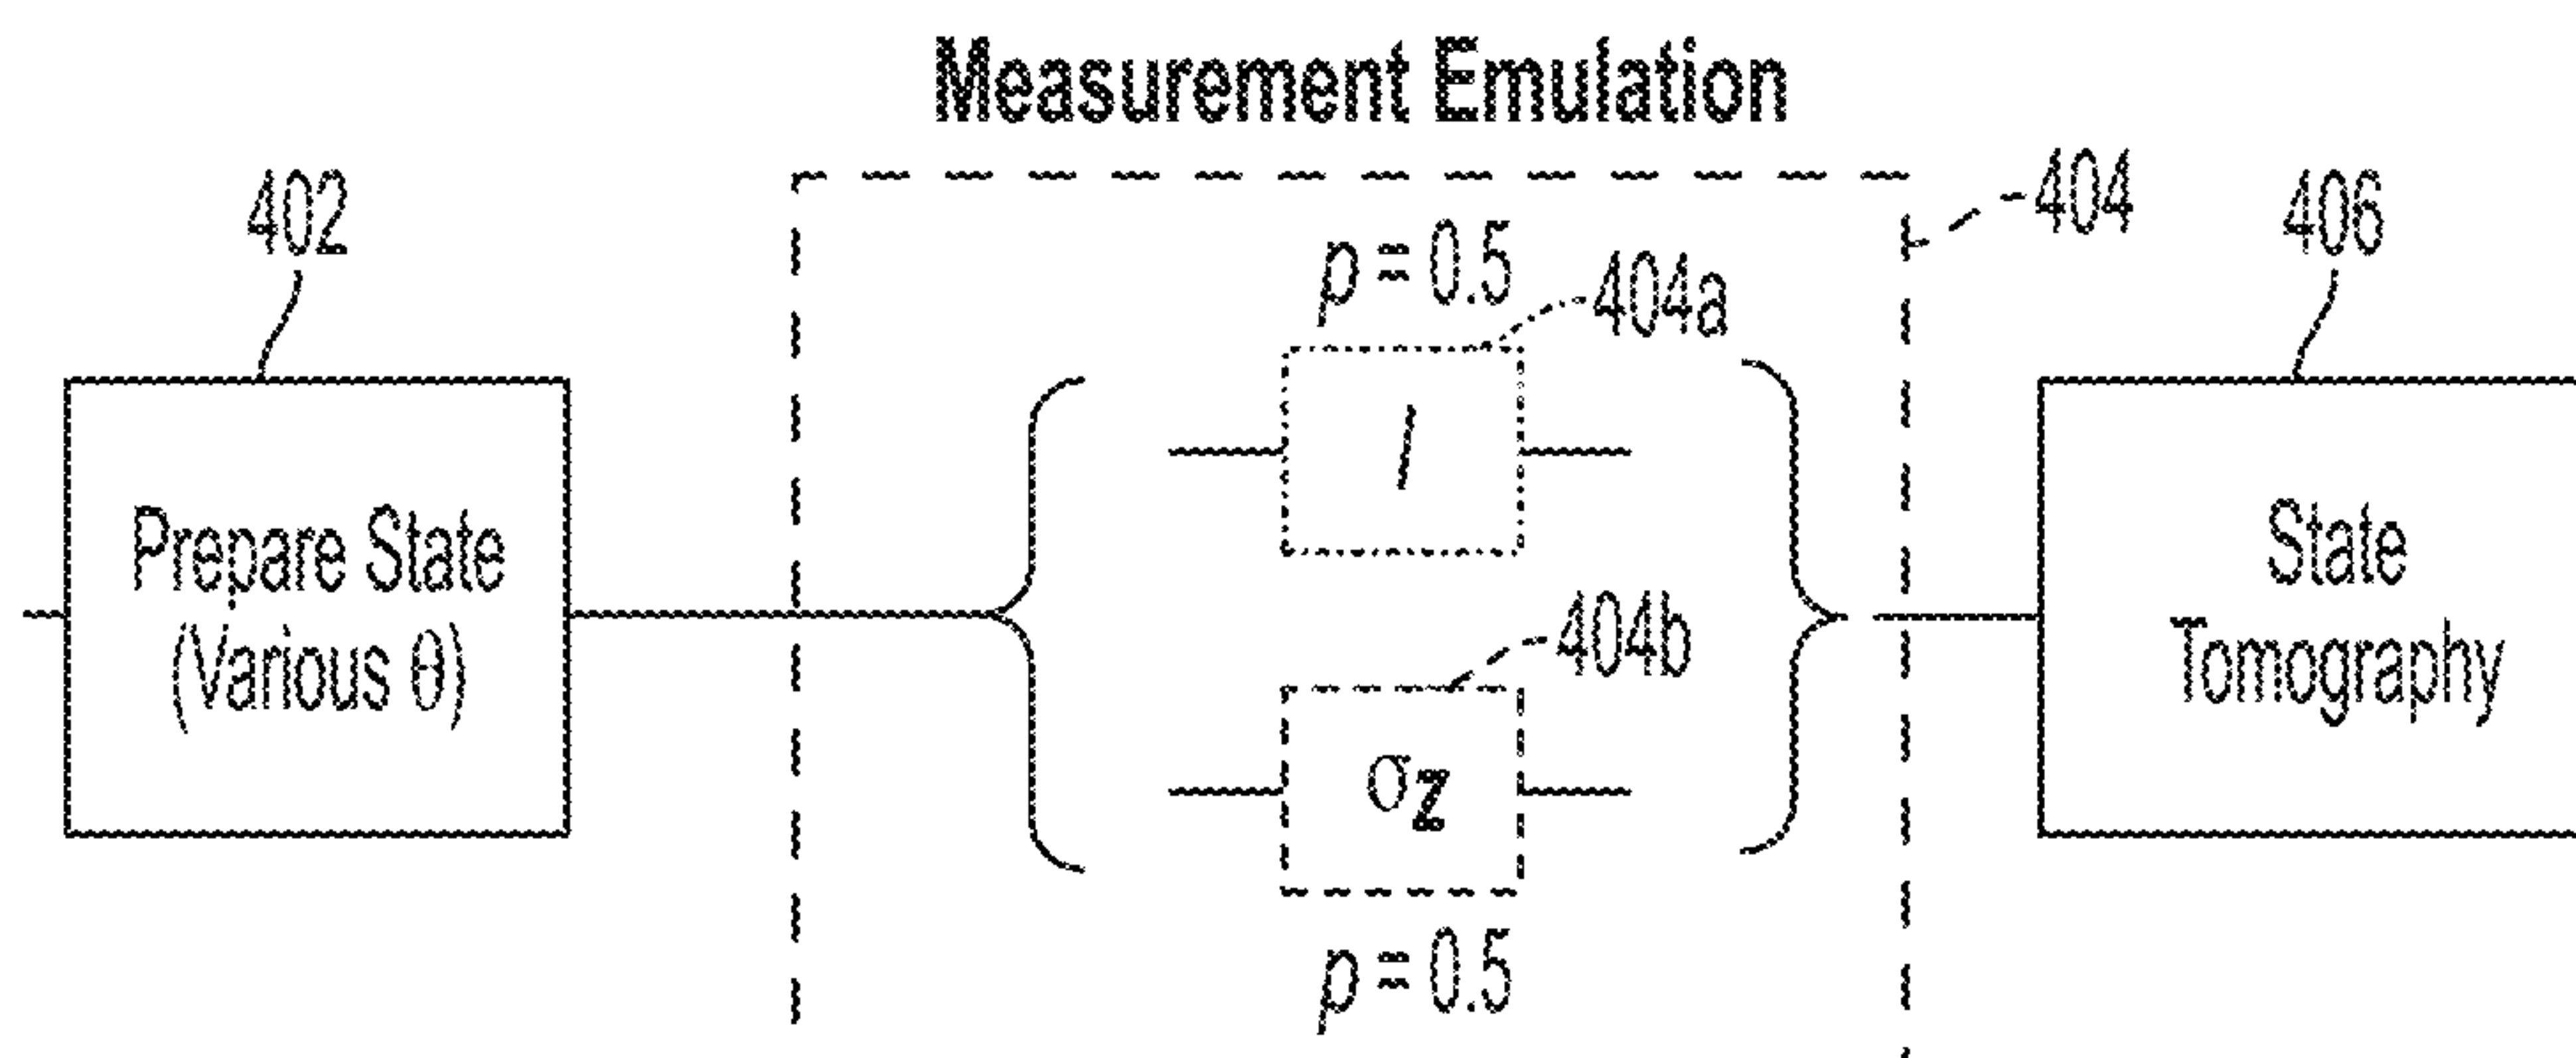 Measurement Emulation
402
404
406
p = 0.5
404a
I
Prepare State
(Various θ)
State
Tomography
404b
σz
p = 0.5